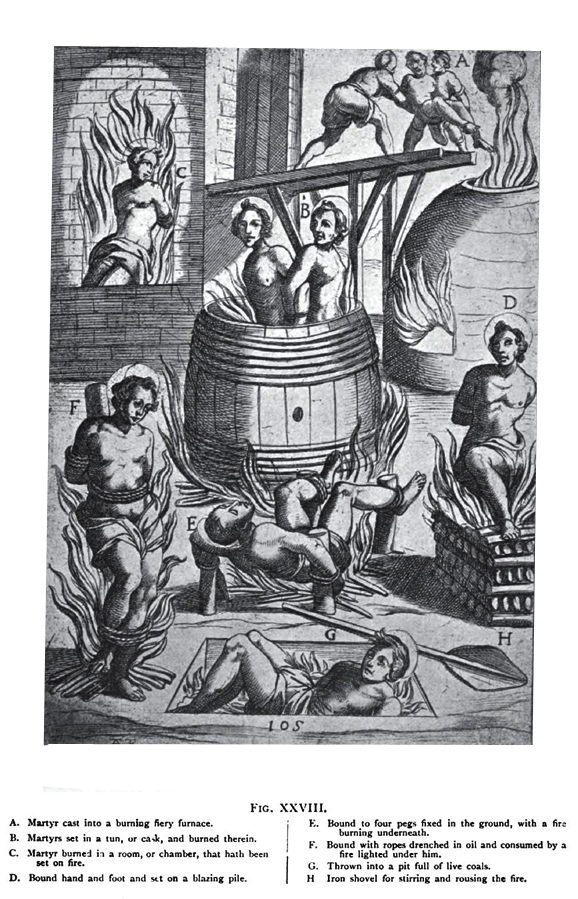 A
C
B
D
F
E
G
H
105
FIG. XXVIII.
A. Martyr cast into a burning fiery furnace.
B. Martyrs set in a tun, or cask, and burned therein.
C. Martyr burned in a room, or chamber, that hath been
set on fire.
D. Bound hand and foot and set on a blazing pile.
E. Bound to four pegs fixed in the ground, with a fire
burning underneath.
F. Bound with ropes drenched in oil and consumed by a
fire lighted under him.
G. Thrown into a pit full of live coals.
H Iron shovel for stirring and rousing the fire.